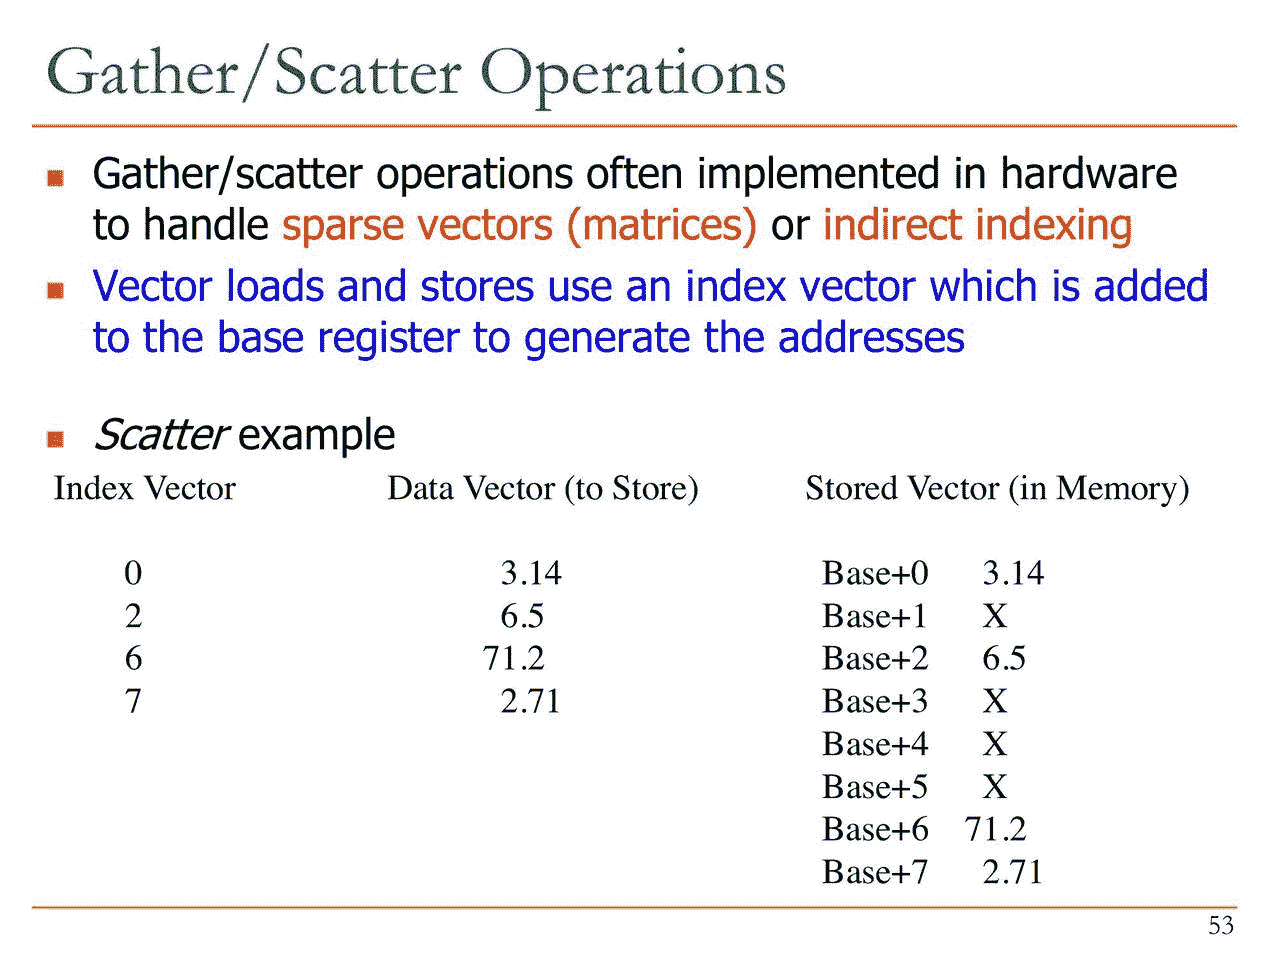 Gather/Scatter Operations
Gather/scatter operations often implemented in hardware
to handle sparse vectors (matrices) or indirect indexing
Vector loads and stores use an index vector which is added
to the base register to generate the addresses
Scatter example
Index Vector Data Vector (to Store) Stored Vector (in Memory)
0 3.14 Base+0 3.14
2 6.5 Base+1 X
6 71.2 Base+2 6.5
7 2.71 Base+3 X
Base+4 X
Base+5 X
Base+6 71.2
Base+7 2.71
53